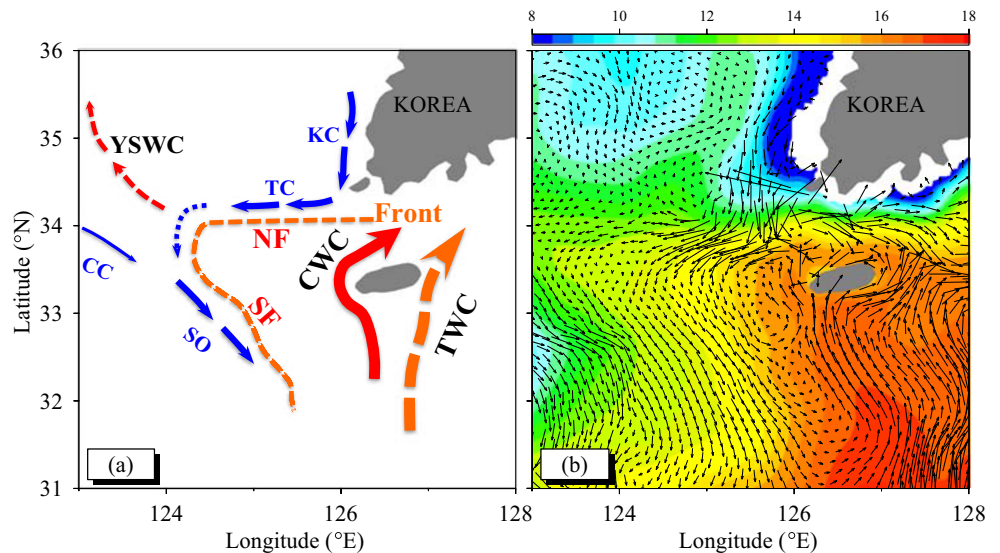 8 10 12 14 16 18
36
35
34
33
32
31
Latitude (°N)
KOREA
KC
YSWC
TC
Front
NF
CWC
CC
SF
TWC
SO
(a)
124 126 128
Longitude (°E)
KOREA
(b)
124 126 128
Longitude (°E)